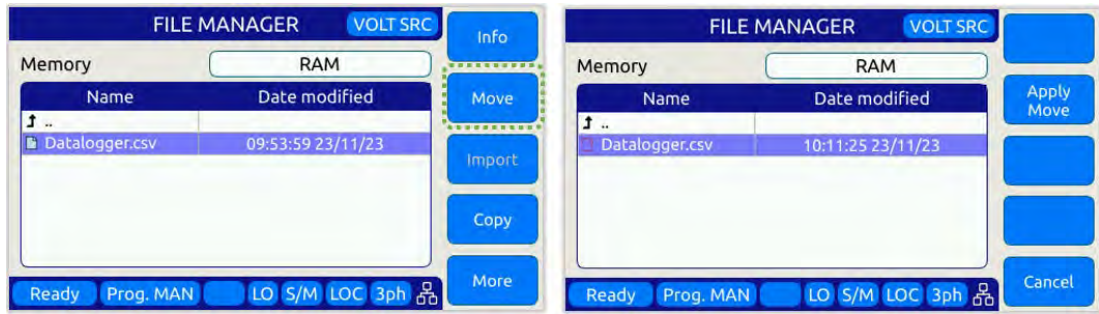 FILE MANAGER VOLT SRC
Info
Memory RAM
Name Date modified
Move
..
Datalogger.csv 09:53:59 23/11/23
Import
Copy
More
Ready Prog. MAN LO S/M LOC 3ph
FILE MANAGER VOLT SRC
Memory RAM
Name Date modified
Apply
Move
..
Datalogger.csv 10:11:25 23/11/23
Cancel
Ready Prog. MAN LO S/M LOC 3ph